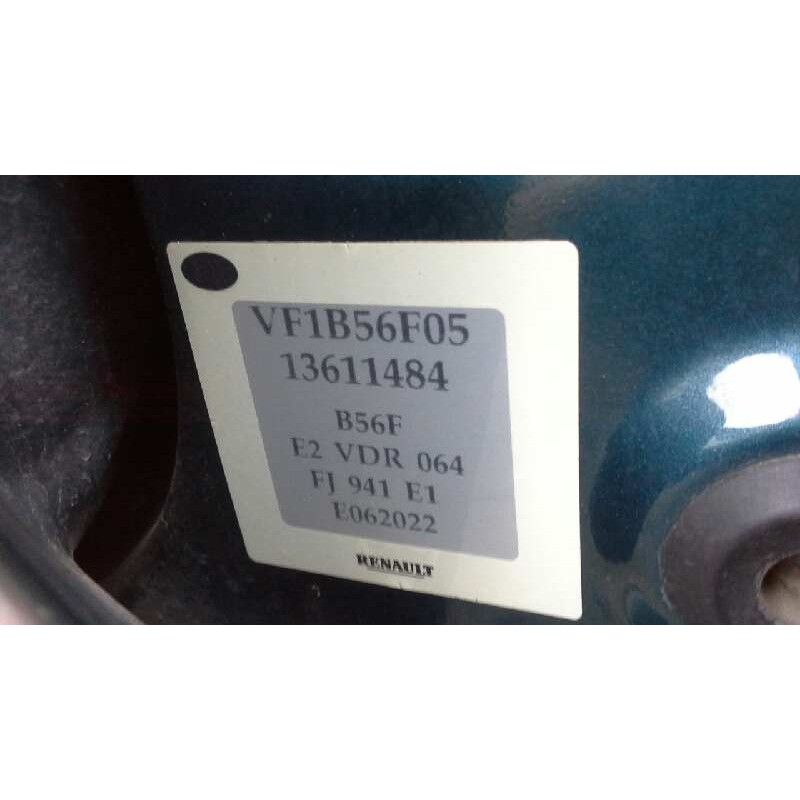 VF1B56F05
13611484
B56F
E2 VDR 064
FJ 941 E1
E062022
RENAULT